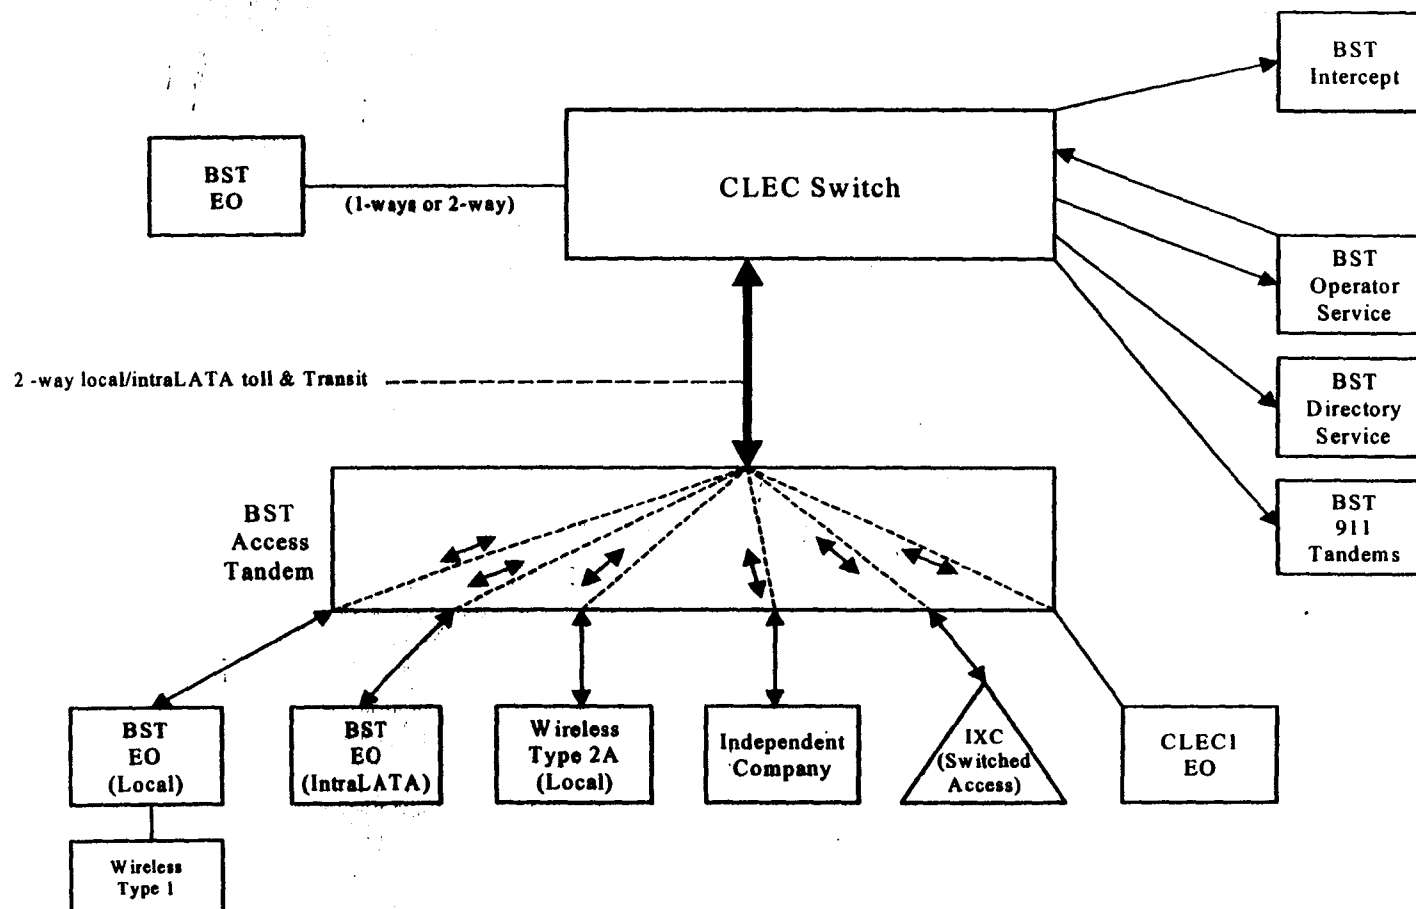 BST
Intercept
BST
EO
(1-ways or 2-way)
CLEC Switch
BST
Operator
Service
2 -way local/intraLATA toll & Transit
BST
Directory
Service
BST
911
Tandems
BST
Access
Tandem
BST
EO
(Local)
BST
EO
(IntraLATA)
Wireless
Type 2A
(Local)
Independent
Company
IXC
(Switched
Access)
CLEC1
EO
Wireless
Type 1